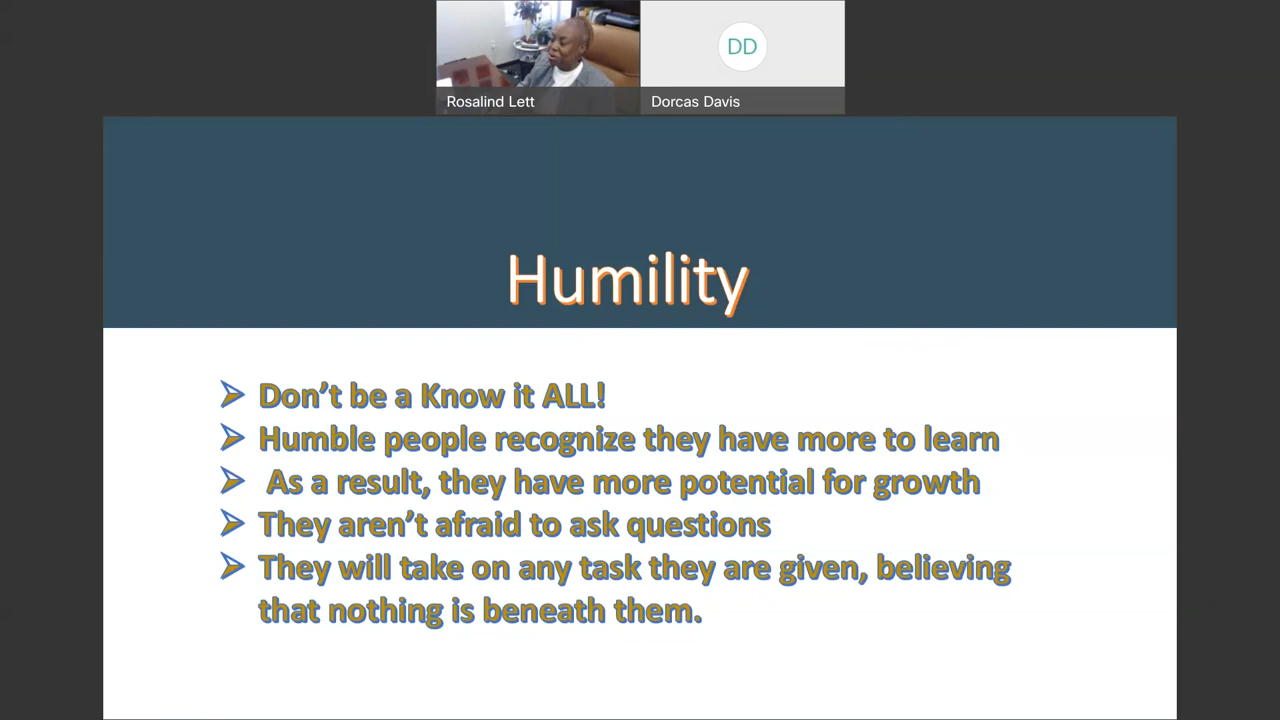 Rosalind Lett
DD
Dorcas Davis
Humility
Don’t be a Know it ALL!
Humble people recognize they have more to learn
As a result, they have more potential for growth
They aren’t afraid to ask questions
They will take on any task they are given, believing
that nothing is beneath them.